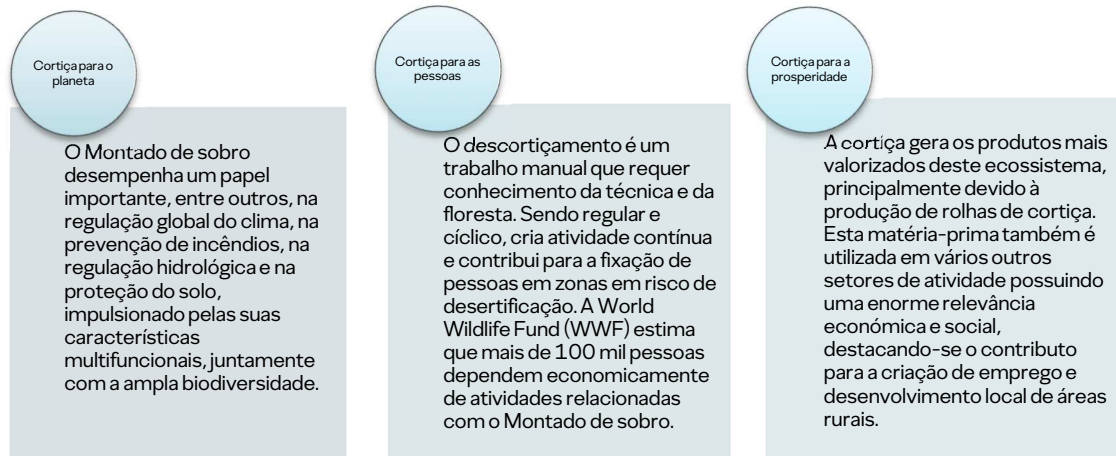 Cortiça para o
planeta
O Montado de sobro
desempenha um papel
importante, entre outros, na
regulação global do clima, na
prevenção de incêndios, na
regulação hidrológica e na
proteção do solo,
impulsionado pelas suas
características
multifuncionais, juntamente
com a ampla biodiversidade.
Cortiça para as
pessoas
O descortiçamento é um
trabalho manual que requer
conhecimento da técnica e da
floresta. Sendo regular e
cíclico, cria atividade contínua
e contribui para a fixação de
pessoas em zonas em risco de
desertificação. A World
Wildlife Fund (WWF) estima
que mais de 100 mil pessoas
dependem economicamente
de atividades relacionadas
com o Montado de sobro.
Cortiça para a
prosperidade
A cortiça gera os produtos mais
valorizados deste ecossistema,
principalmente devido à
produção de rolhas de cortiça.
Esta matéria-prima também é
utilizada em vários outros
setores de atividade possuindo
uma enorme relevância
económica e social,
destacando-se o contributo
para a criação de emprego e
desenvolvimento local de áreas
rurais.